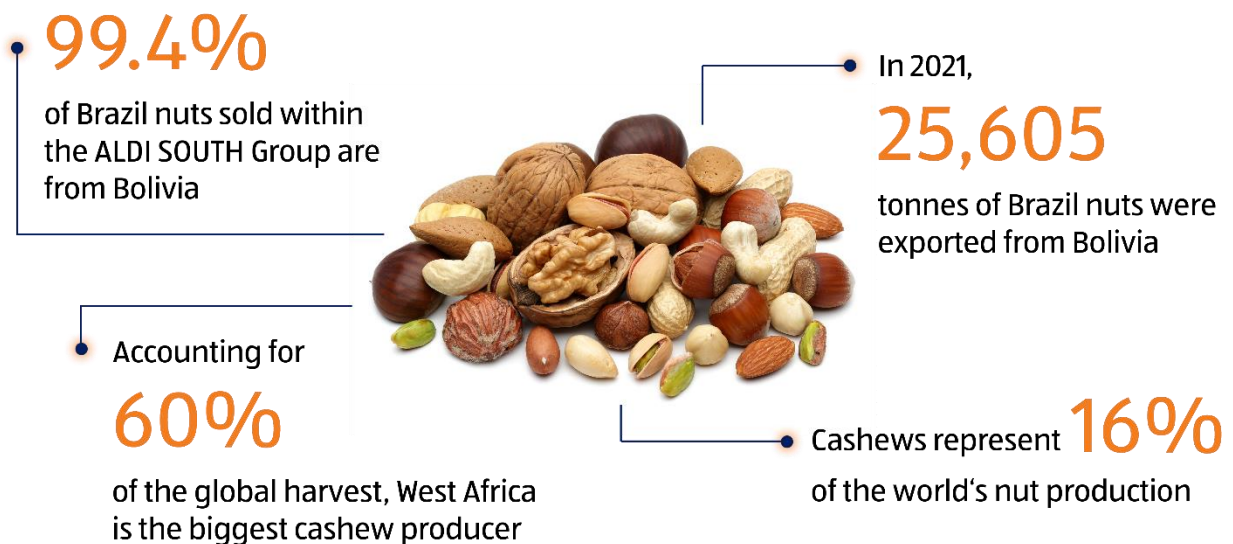 99.4%
of Brazil nuts sold within
the ALDI SOUTH Group are
from Bolivia
In 2021,
25,605
tonnes of Brazil nuts were
exported from Bolivia
Accounting for
60%
of the global harvest, West Africa
is the biggest cashew producer
Cashews represent 16%
of the world‘s nut production